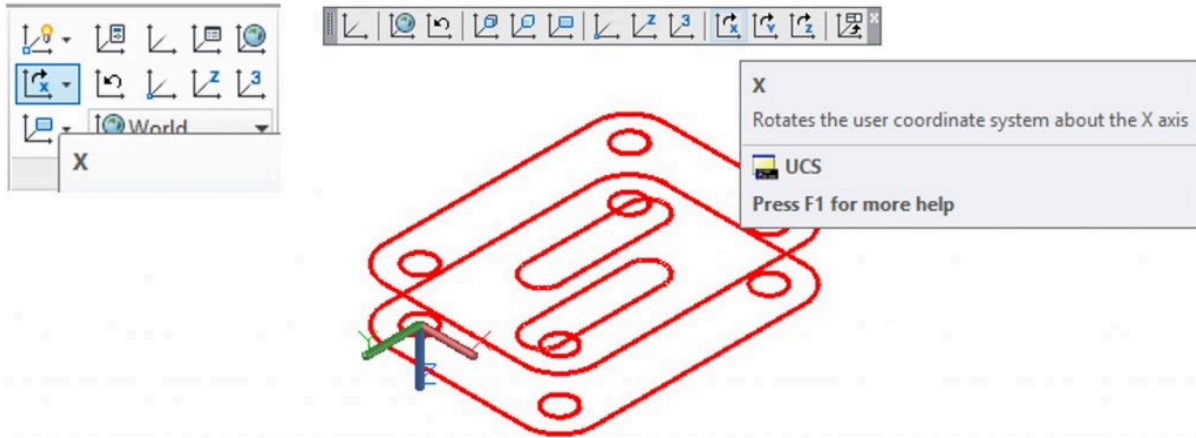 World
X
X
Rotates the user coordinate system about the X axis
UCS
Press F1 for more help
X
Y
Z